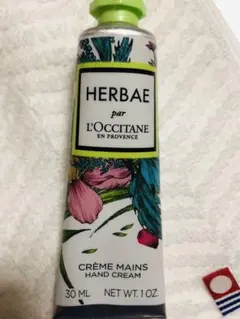 HERBAE
par
L'OCCITANE
EN PROVENCE
CRÈME MAINS
HAND CREAM
30 ML NET WT. 1 OZ.